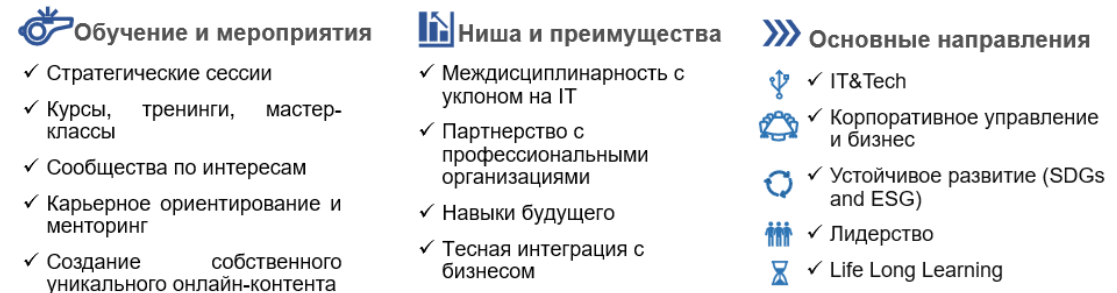 Обучение и мероприятия
✓ Стратегические сессии
✓ Курсы, тренинги, мастер-
классы
✓ Сообщества по интересам
✓ Карьерное ориентирование и
менторинг
✓ Создание собственного
уникального онлайн-контента
Ниша и преимущества
✓ Междисциплинарность с
уклоном на IT
✓ Партнерство с
профессиональными
организациями
✓ Навыки будущего
✓ Тесная интеграция с
бизнесом
Основные направления
✓ IT&Tech
✓ Корпоративное управление
и бизнес
✓ Устойчивое развитие (SDGs
and ESG)
✓ Лидерство
✓ Life Long Learning